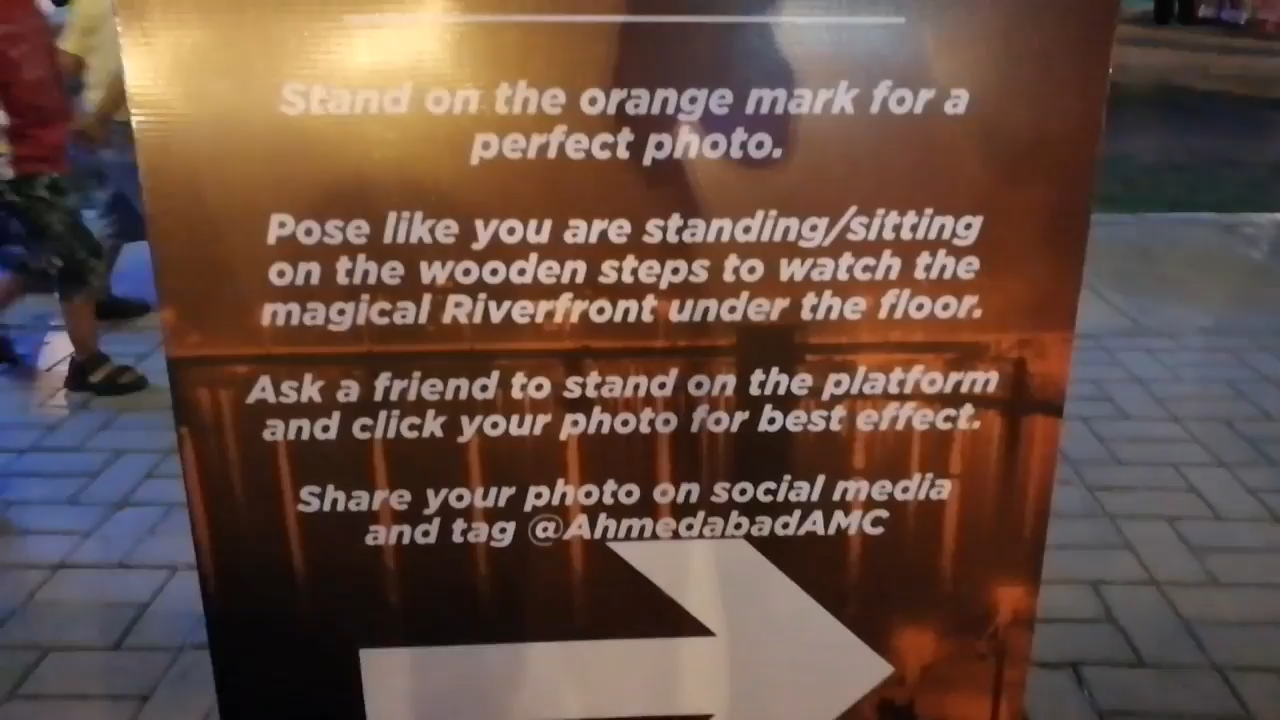 Stand on the orange mark for a
perfect photo.
Pose like you are standing/sitting
on the wooden steps to watch the
magical Riverfront under the floor.
Ask a friend to stand on the platform
and click your photo for best effect.
Share your photo on social media
and tag @AhmedabadAMC